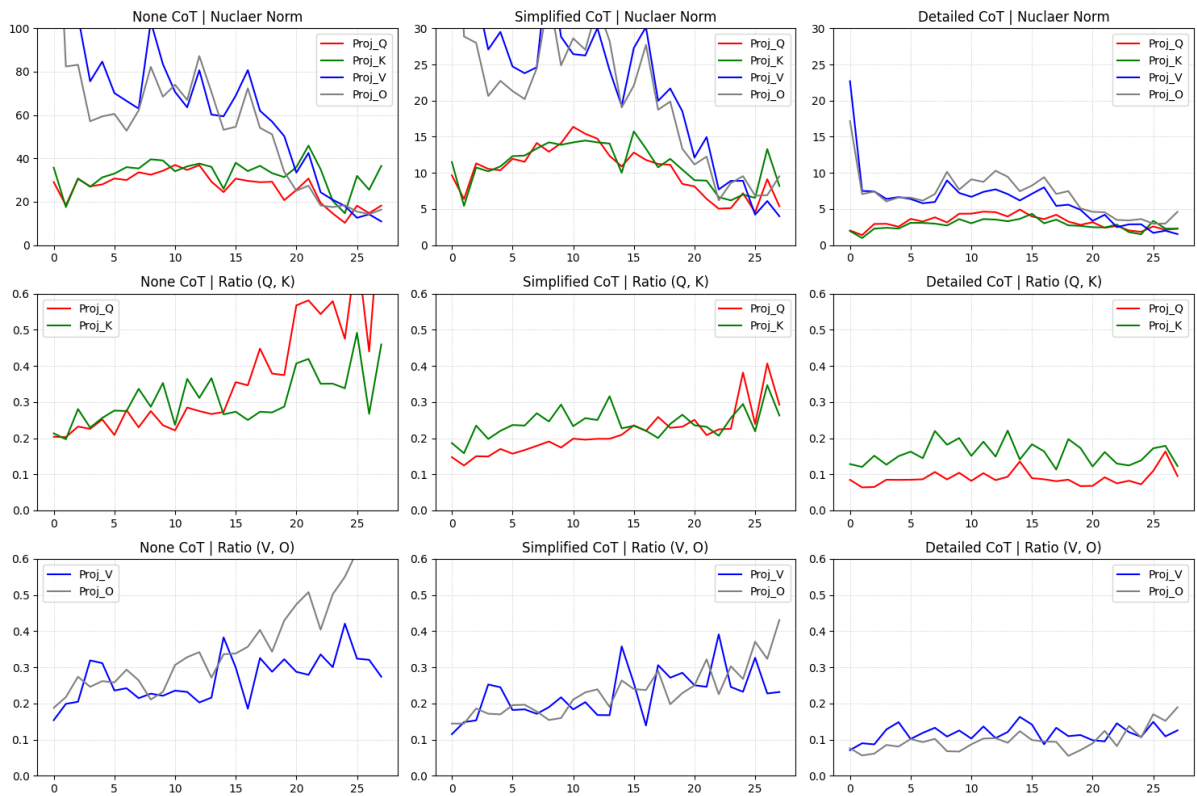 None CoT | Nuclaer Norm
100
80
60
40
20
0
Proj_Q
Proj_K
Proj_V
Proj_O
0 5 10 15 20 25
Simplified CoT | Nuclaer Norm
30
25
20
15
10
5
0
Proj_Q
Proj_K
Proj_V
Proj_O
0 5 10 15 20 25
Detailed CoT | Nuclaer Norm
30
25
20
15
10
5
0
Proj_Q
Proj_K
Proj_V
Proj_O
0 5 10 15 20 25
None CoT | Ratio (Q, K)
0.6
0.5
0.4
0.3
0.2
0.1
0.0
Proj_Q
Proj_K
0 5 10 15 20 25
Simplified CoT | Ratio (Q, K)
0.6
0.5
0.4
0.3
0.2
0.1
0.0
Proj_Q
Proj_K
0 5 10 15 20 25
Detailed CoT | Ratio (Q, K)
0.6
0.5
0.4
0.3
0.2
0.1
0.0
Proj_Q
Proj_K
0 5 10 15 20 25
None CoT | Ratio (V, O)
0.6
0.5
0.4
0.3
0.2
0.1
0.0
Proj_V
Proj_O
0 5 10 15 20 25
Simplified CoT | Ratio (V, O)
0.6
0.5
0.4
0.3
0.2
0.1
0.0
Proj_V
Proj_O
0 5 10 15 20 25
Detailed CoT | Ratio (V, O)
0.6
0.5
0.4
0.3
0.2
0.1
0.0
Proj_V
Proj_O
0 5 10 15 20 25